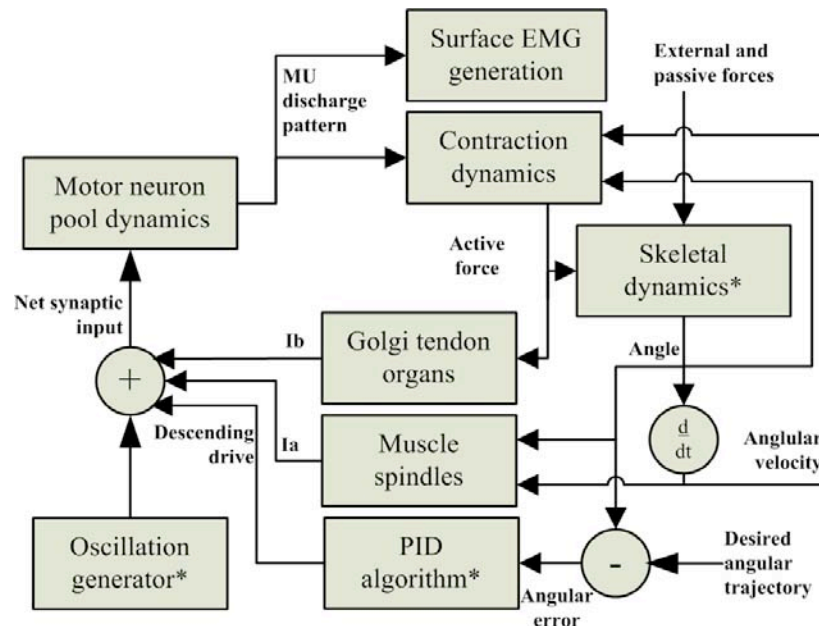 Surface EMG
generation
External and
passive forces
MU
discharge
pattern
Contraction
dynamics
Motor neuron
pool dynamics
Active
force
Skeletal
dynamics*
Net synaptic
input
Ib
Golgi tendon
organs
Angle
+
Descending
drive
Ia
Muscle
spindles
d
dt
Anglular
velocity
Oscillation
generator*
PID
algorithm*
-
Desired
angular
trajectory
Angular
error